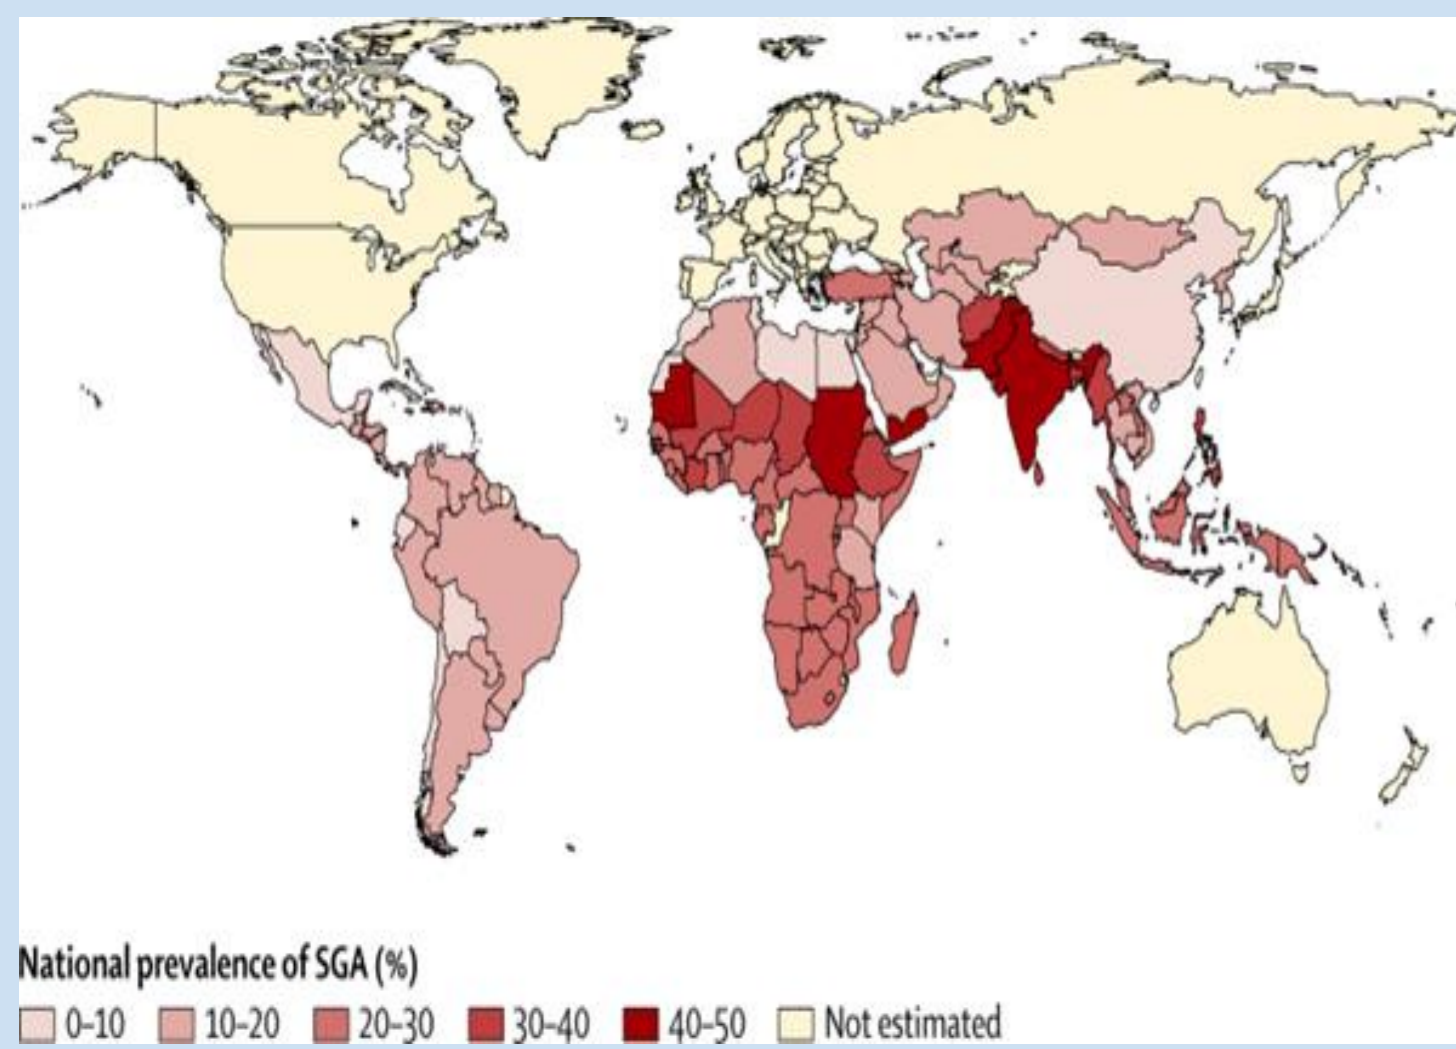 National prevalence of SGA (%)
0–10 10–20 20–30 30–40 40–50 Not estimated